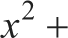 x² +